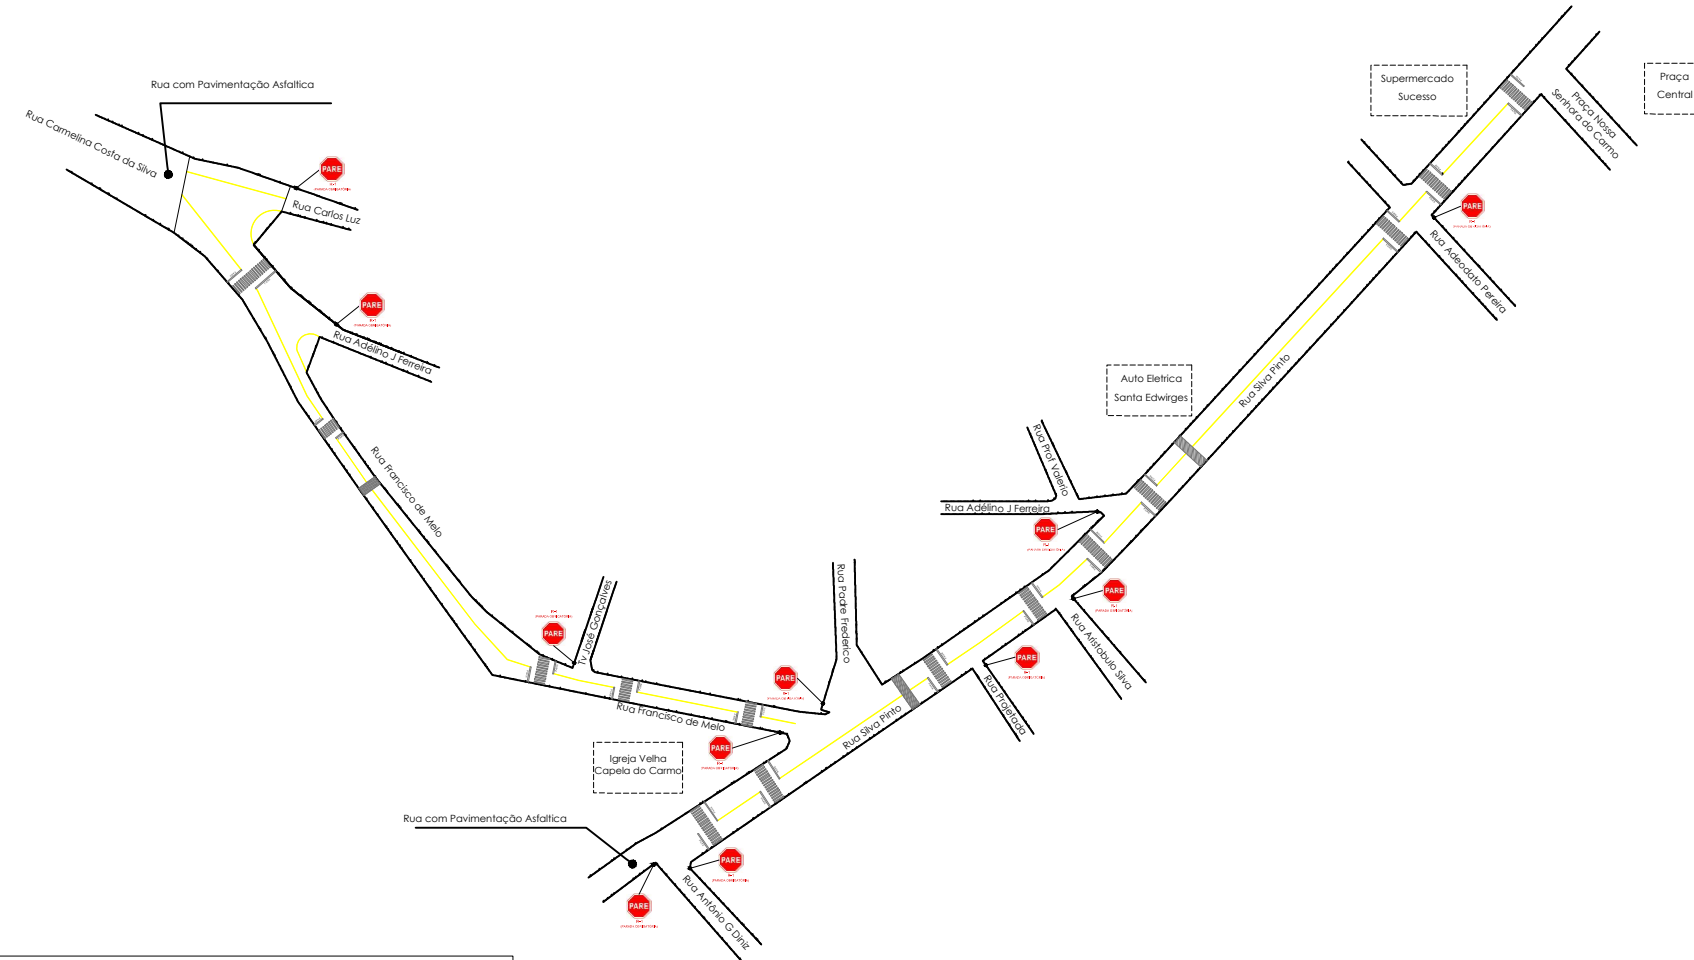 Rua com Pavimentação Asfaltica
Rua Carmelina Costa da Silva
PARE
Rua Carlos Luz
PARE
Rua Adélino J Ferreira
Rua Francisco de Melo
PARE
Tv José Gonçalves
Rua Francisco de Melo
PARE
Rua Padre Frederico
PARE
Igreja Velha
Capela do Carmo
Rua com Pavimentação Asfaltica
PARE
PARE
Rua Antônio G Diniz
Rua Silva Pinto
Rua Projetada
PARE
Rua Aristobulo Silva
PARE
Rua Adélino J Ferreira
PARE
Rua Prof Valerio
Auto Eletrica
Santa Edwirges
Rua Silva Pinto
Rua Adeodato Pereira
PARE
Supermercado
Sucesso
Praça Nossa
Senhora do Carmo
Praça
Central